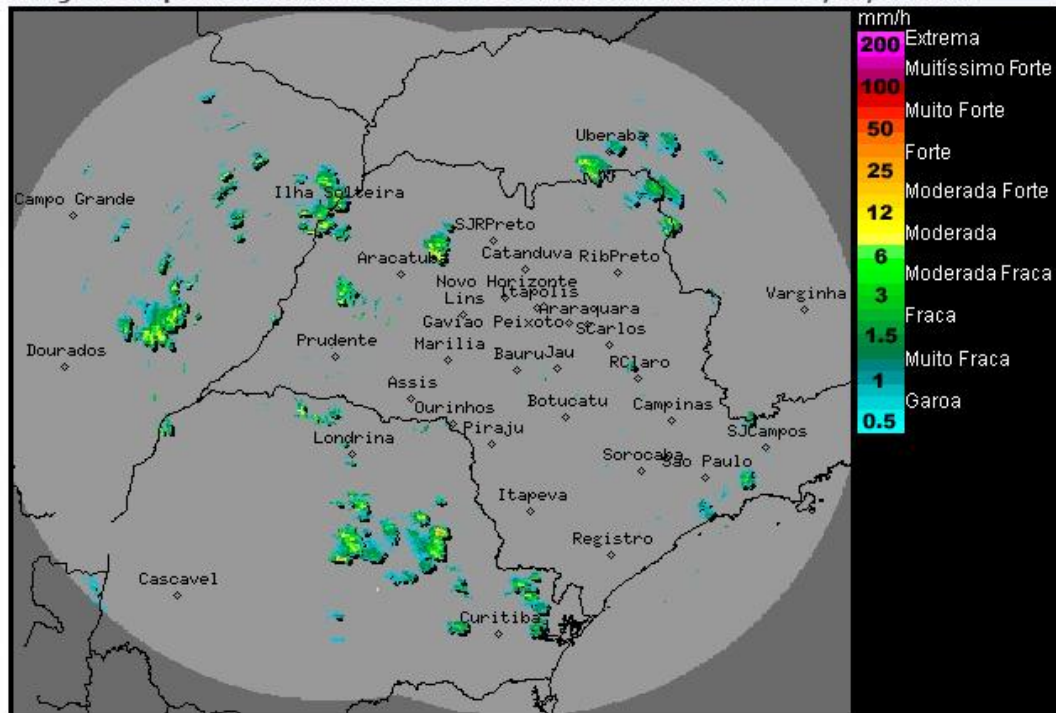 mm/h
200 Extrema
Muitíssimo Forte
100
Muito Forte
50
Forte
25
Moderada Forte
12
Moderada
6
Moderada Fraca
3
Fraca
1.5
Muito Fraca
1
Garoa
0.5
Uberaba
Campo Grande
Ilha Solteira
SJRPreto
Aracatuba
Catanduva
RibPreto
Novo Horizonte
Lins
Itapolis
Araraquara
Varginha
Gaviao Peixoto
SCarlos
Dourados
Prudente
Marilia
Bauru
Jau
RClaro
Assis
Ourinhos
Botucatu
Campinas
Londrina
Piraju
SJCampos
Sorocaba
Sao Paulo
Itapeva
Registro
Cascavel
Curitiba